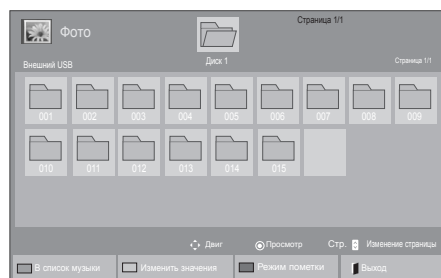 Страница 1/1
Фото
Диск 1
Внешний USB
Страница 1/1
001 002 003 004 005 006 007 008 009
010 011 012 013 014 015
Двиг Просмотр Стр. Изменение страницы
В список музыки Изменить значения Режим пометки Выход